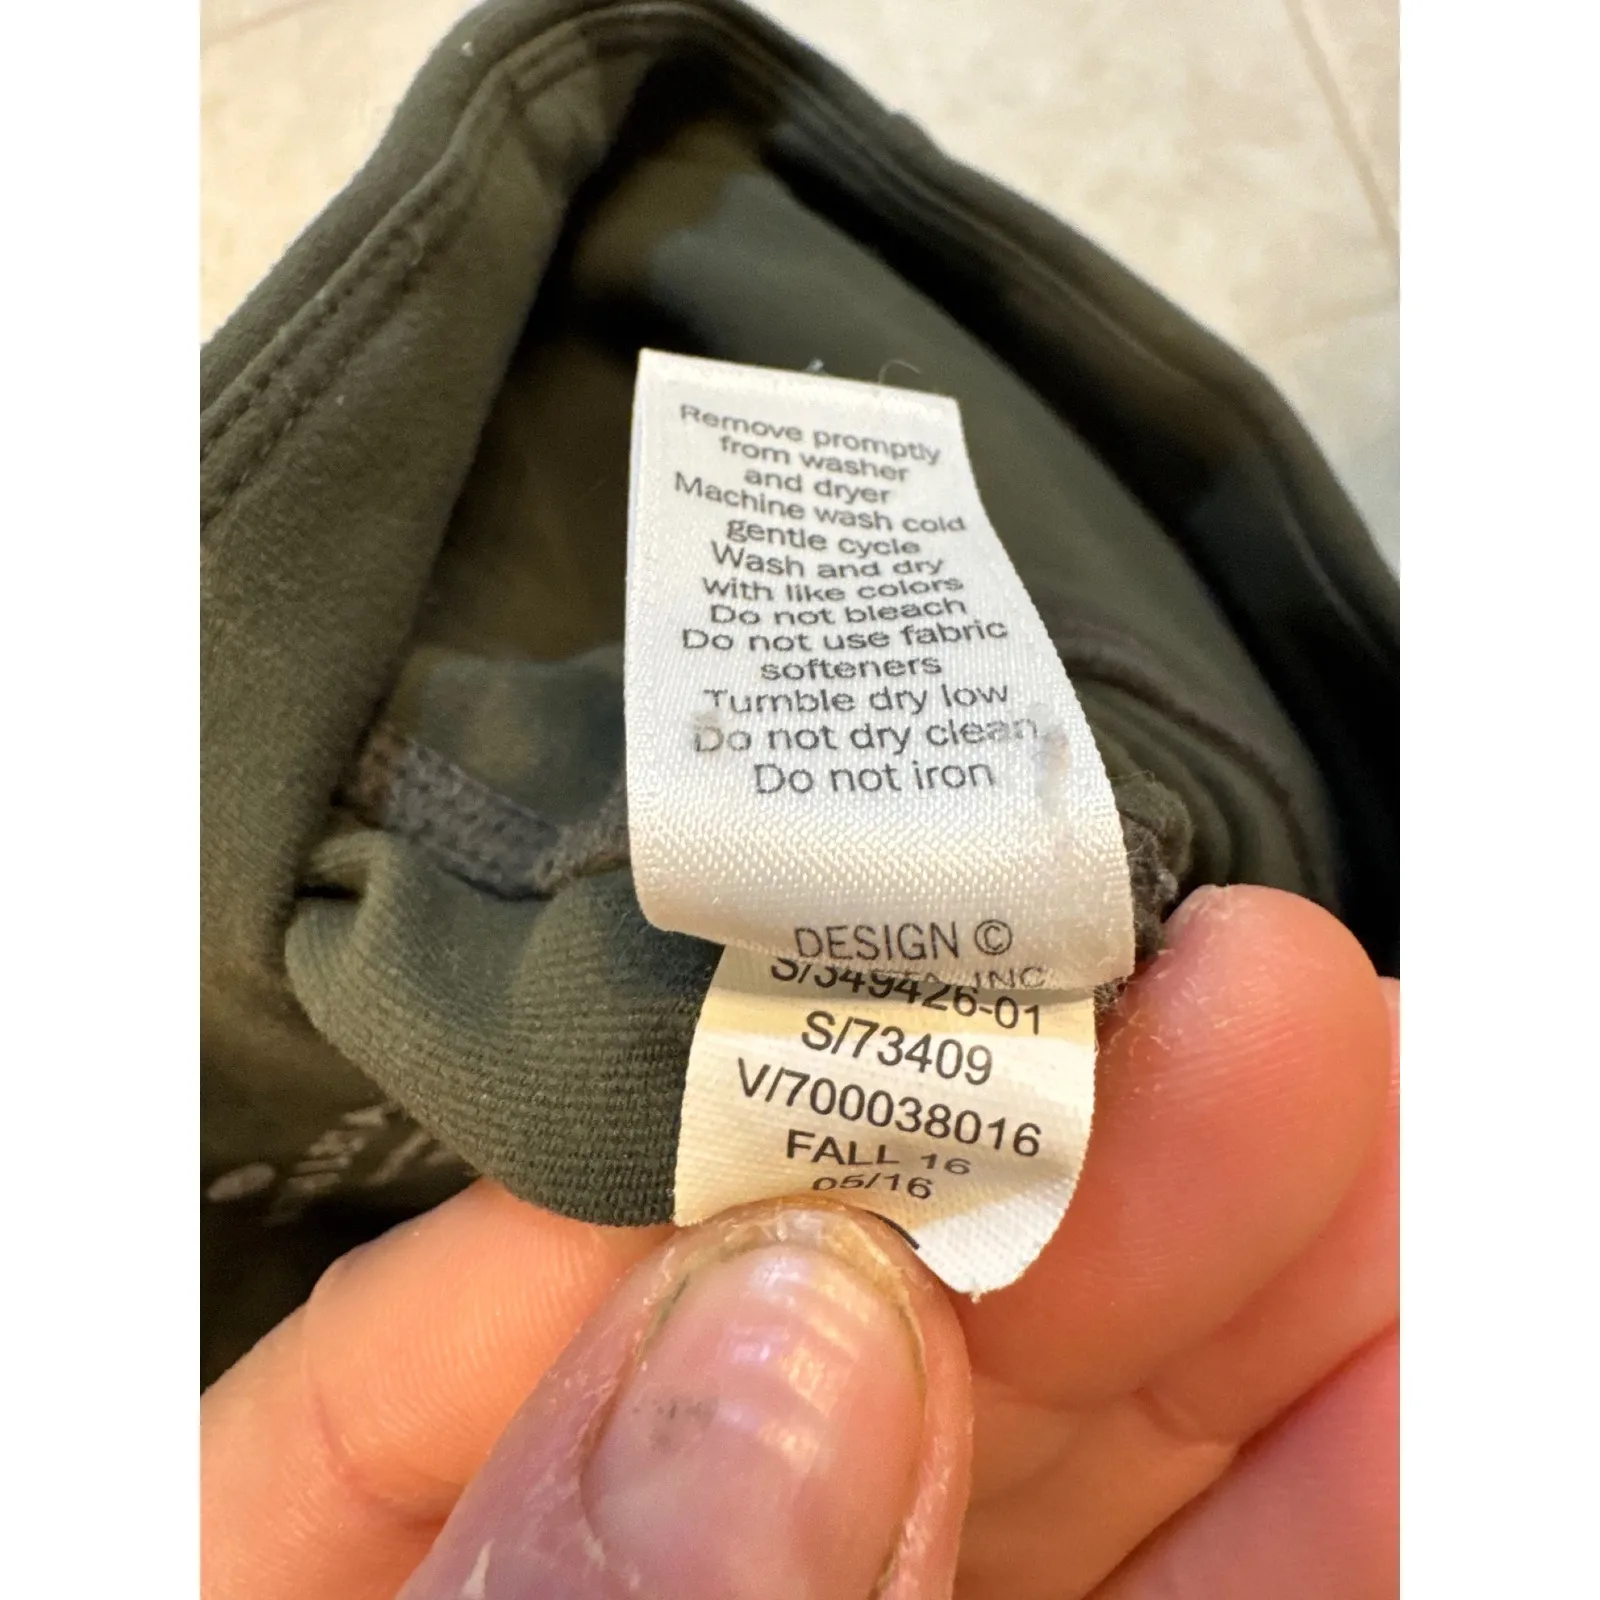 Remove promptly
from washer
and dryer
Machine wash cold
gentle cycle
Wash and dry
with like colors
Do not bleach
Do not use fabric
softeners
Tumble dry low
Do not dry clean
Do not iron
DESIGN ©
INC
S/349426-01
S/73409
V/700038016
FALL 16
05/16